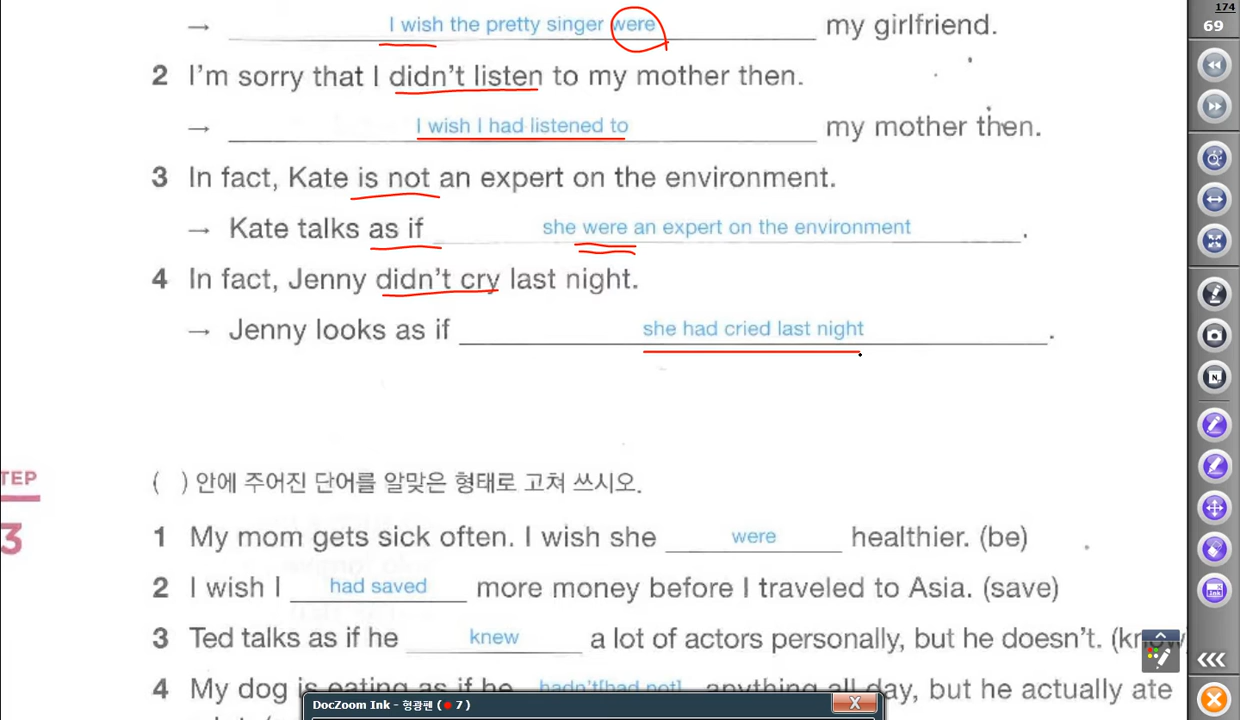 174
69
→ I wish the pretty singer were my girlfriend.
2 I'm sorry that I didn't listen to my mother then.
→ I wish I had listened to my mother then.
3 In fact, Kate is not an expert on the environment.
→ Kate talks as if she were an expert on the environment.
4 In fact, Jenny didn't cry last night.
→ Jenny looks as if she had cried last night.
TEP
3
( ) 안에 주어진 단어를 알맞은 형태로 고쳐 쓰시오.
1 My mom gets sick often. I wish she were healthier. (be)
2 I wish I had saved more money before I traveled to Asia. (save)
3 Ted talks as if he knew a lot of actors personally, but he doesn't. (know
4 My dog is eating as if he hadn't[had not] anything all day, but he actually ate
DocZoom Ink - 형광펜 ( 7 )